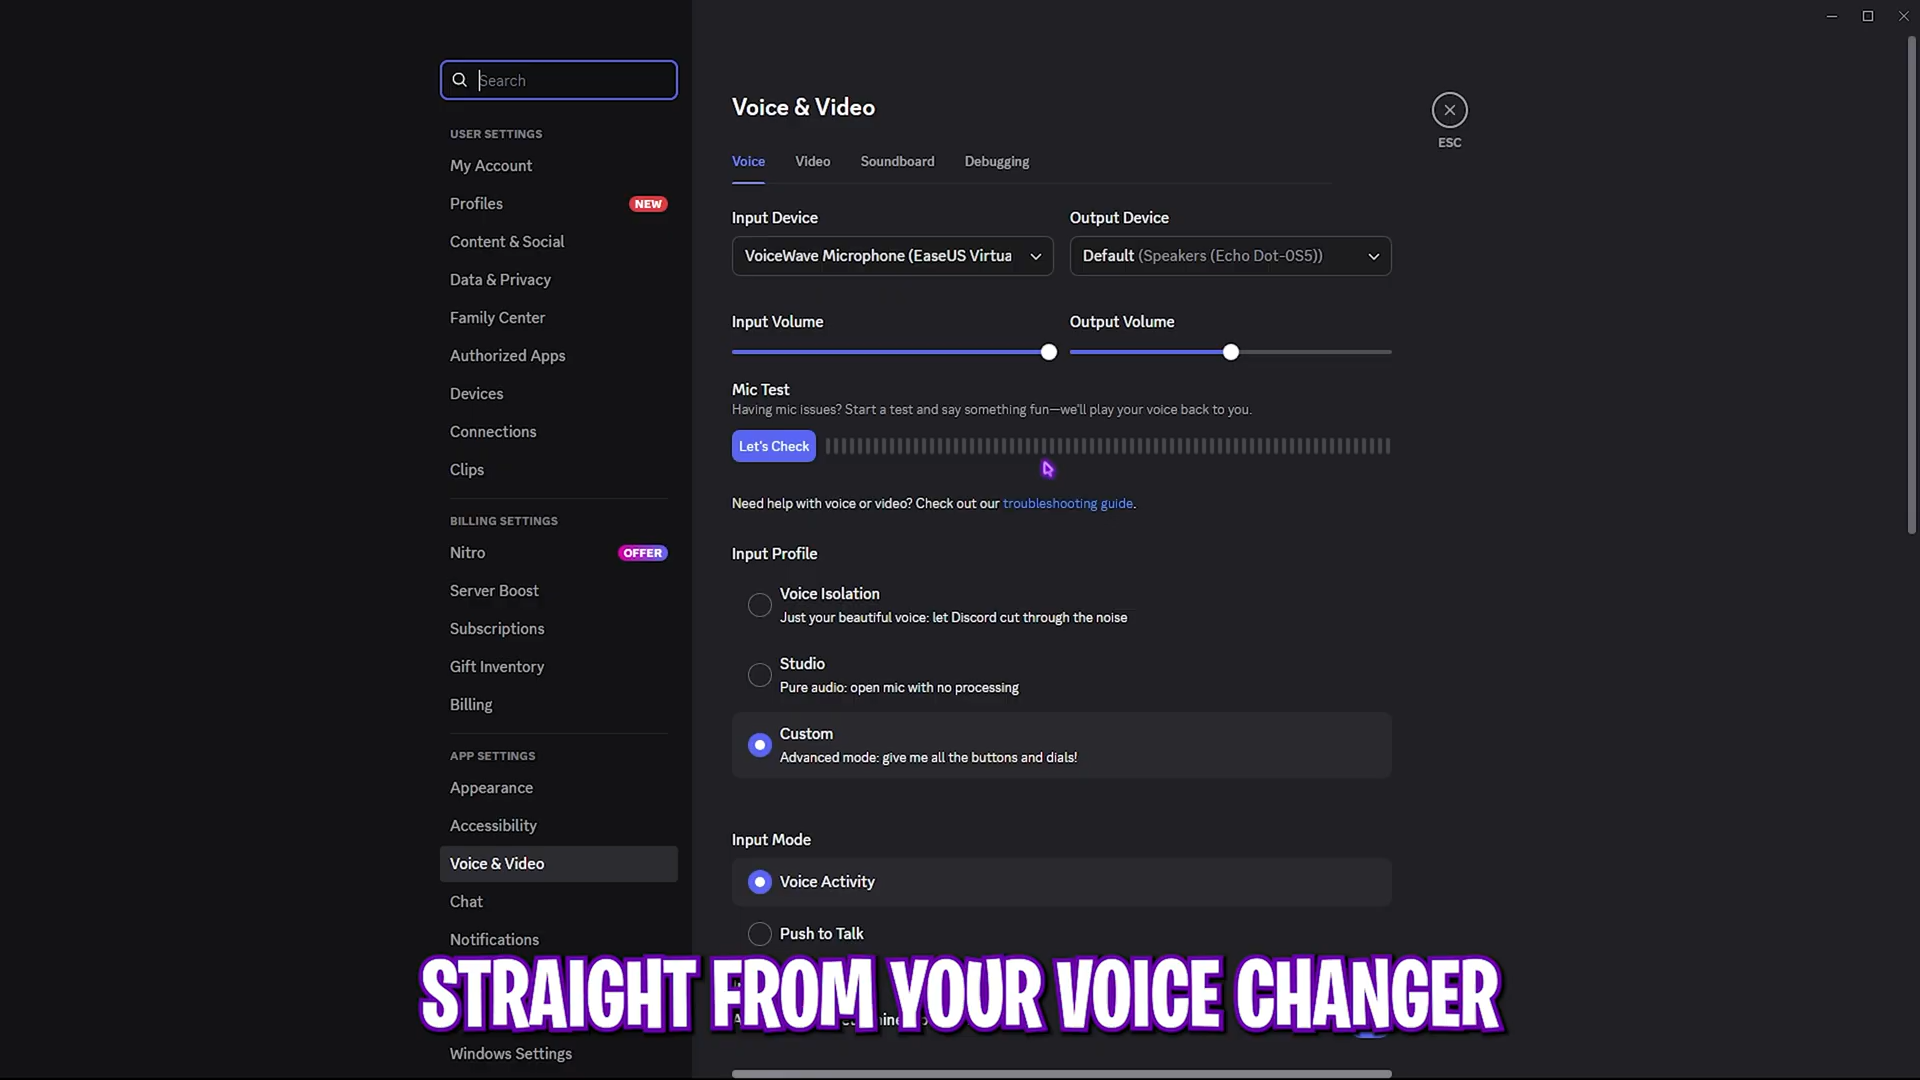 Search
USER SETTINGS
My Account
Profiles NEW
Content & Social
Data & Privacy
Family Center
Authorized Apps
Devices
Connections
Clips
BILLING SETTINGS
Nitro OFFER
Server Boost
Subscriptions
Gift Inventory
Billing
APP SETTINGS
Appearance
Accessibility
Voice & Video
Chat
Notifications
Windows Settings
Voice & Video
ESC
Voice Video Soundboard Debugging
Input Device Output Device
VoiceWave Microphone (EaseUS Virtua Default (Speakers (Echo Dot-0S5))
Input Volume Output Volume
Mic Test
Having mic issues? Start a test and say something fun—we'll play your voice back to you.
Let's Check
Need help with voice or video? Check out our troubleshooting guide.
Input Profile
Voice Isolation
Just your beautiful voice: let Discord cut through the noise
Studio
Pure audio: open mic with no processing
Custom
Advanced mode: give me all the buttons and dials!
Input Mode
Voice Activity
Push to Talk
STRAIGHT FROM YOUR VOICE CHANGER